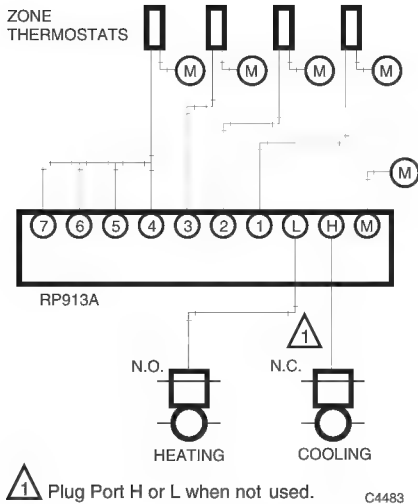 ZONE
THERMOSTATS
M M M M
M
7 6 5 4 3 2 1 L H M
RP913A
1
N.O. N.C.
HEATING COOLING
1 Plug Port H or L when not used.
C4483